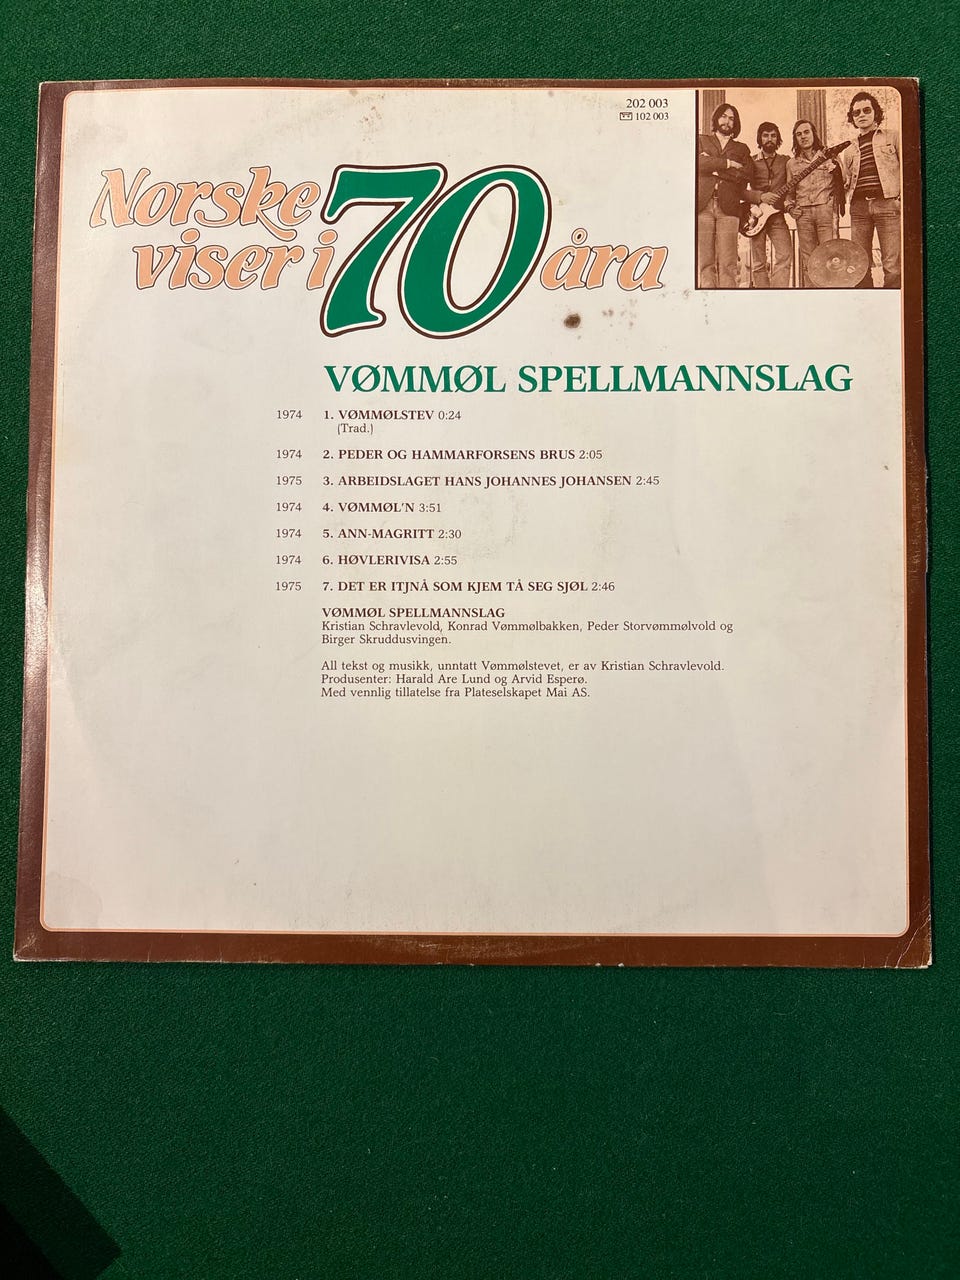 202 003
102 003
Norske
viser i 70 åra
VØMMØL SPELLMANNSLAG
1974 1. VØMMØLSTEV 0:24
(Trad.)
1974 2. PEDER OG HAMMARFORSENS BRUS 2:05
1975 3. ARBEIDSLAGET HANS JOHANNES JOHANSEN 2:45
1974 4. VØMMØL'N 3:51
1974 5. ANN-MAGRITT 2:30
1974 6. HØVLERIVISA 2:55
1975 7. DET ER ITJNÅ SOM KJEM TÅ SEG SJØL 2:46
VØMMØL SPELLMANNSLAG
Kristian Schravlevold, Konrad Vømmølbakken, Peder Storvømmølvold og
Birger Skruddusvingen.
All tekst og musikk, unntatt Vømmølstevet, er av Kristian Schravlevold.
Produsenter: Harald Are Lund og Arvid Esperø.
Med vennlig tillatelse fra Plateselskapet Mai AS.